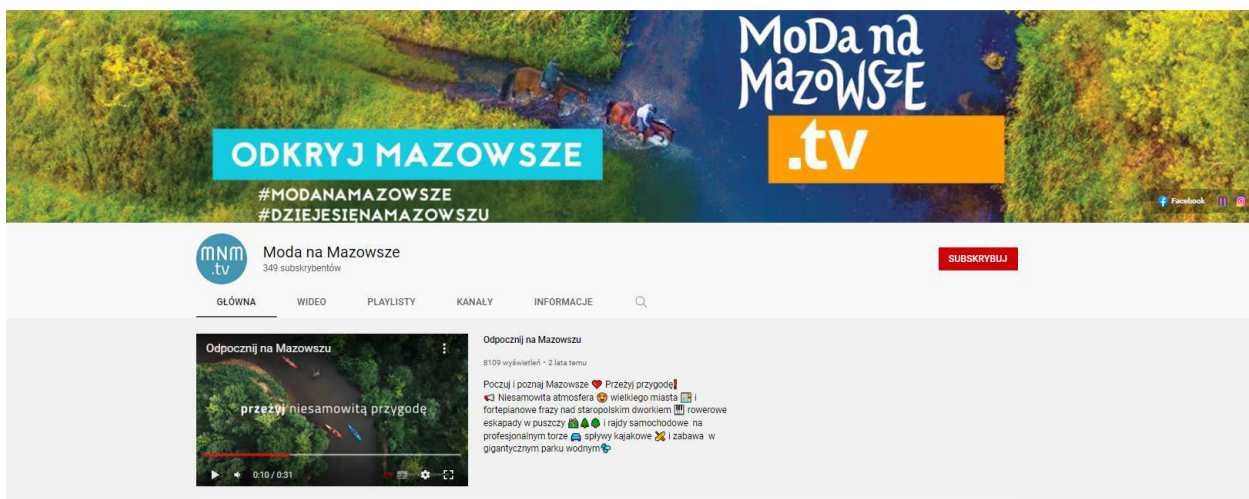 MoDa na
MazoWSzE
.tv
ODKRYJ MAZOWSZE
#MODANAMAZOWSZE
#DZIEJESIĘNAMAZOWSZU
Facebook
mnm
.tv
Moda na Mazowsze
349 subskrybentów
SUBSKRYBUJ
GŁÓWNA WIDEO PLAYLISTY KANAŁY INFORMACJE
Odpocznij na Mazowszu
przeżyj niesamowitą przygodę
0:10 / 0:31
Odpocznij na Mazowszu
8109 wyświetleń • 2 lata temu
Poczuj i poznaj Mazowsze ❤ Przeżyj przygodę
Niesamowita atmosfera 😍 wielkiego miasta i
fortepianowe frazy nad staropolskim dworkiem 🎹 rowerowe
eskapady w puszczy 🌲🌳 i rajdy samochodowe na
profesjonalnym torze 🚘 spływy kajakowe i zabawa w
gigantycznym parku wodnym